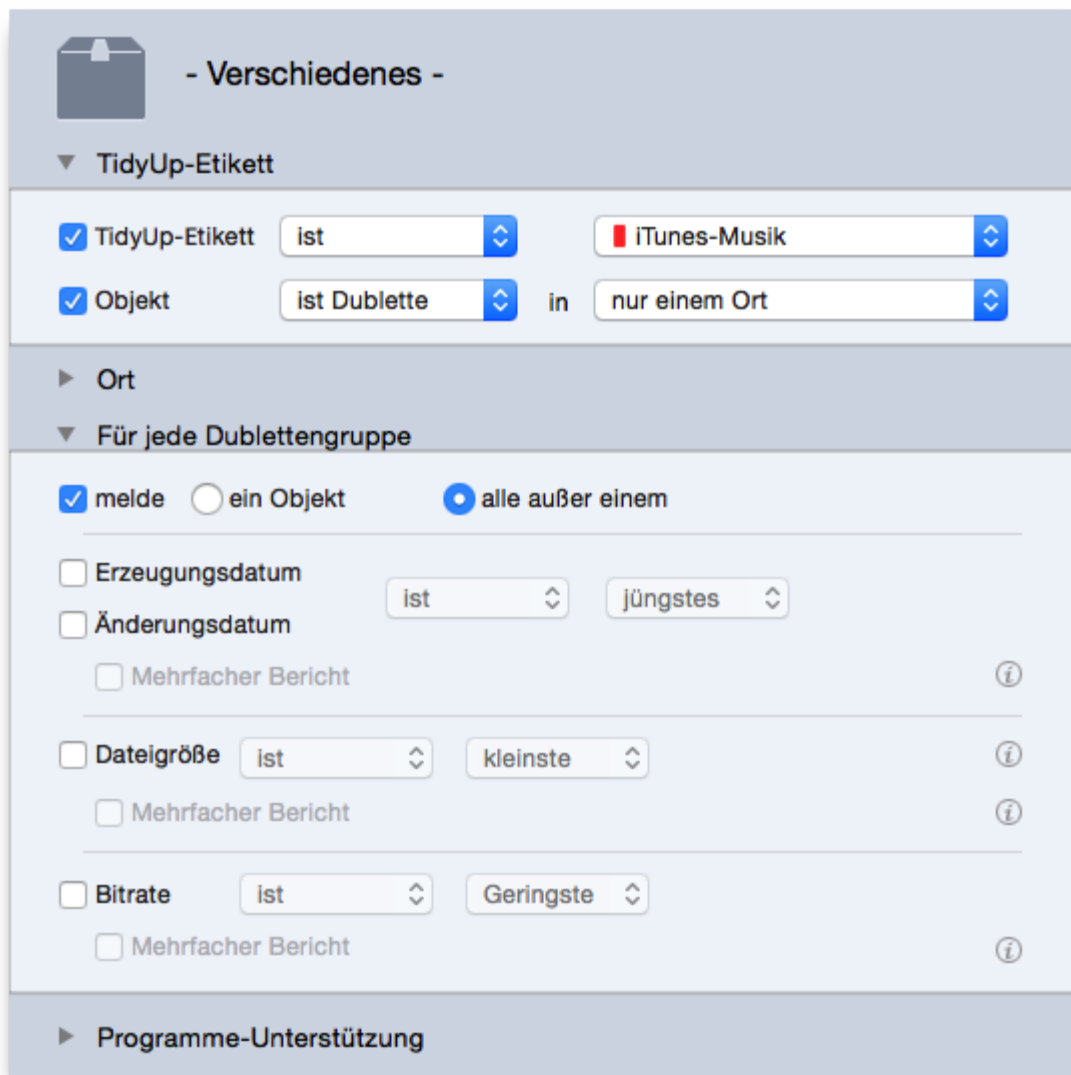 - Verschiedenes -
TidyUp-Etikett
TidyUp-Etikett ist iTunes-Musik
Objekt ist Dublette in nur einem Ort
Ort
Für jede Dublettengruppe
melde ein Objekt alle außer einem
Erzeugungsdatum
ist jüngstes
Änderungsdatum
Mehrfacher Bericht
Dateigröße ist kleinste
Mehrfacher Bericht
Bitrate ist Geringste
Mehrfacher Bericht
Programme-Unterstützung